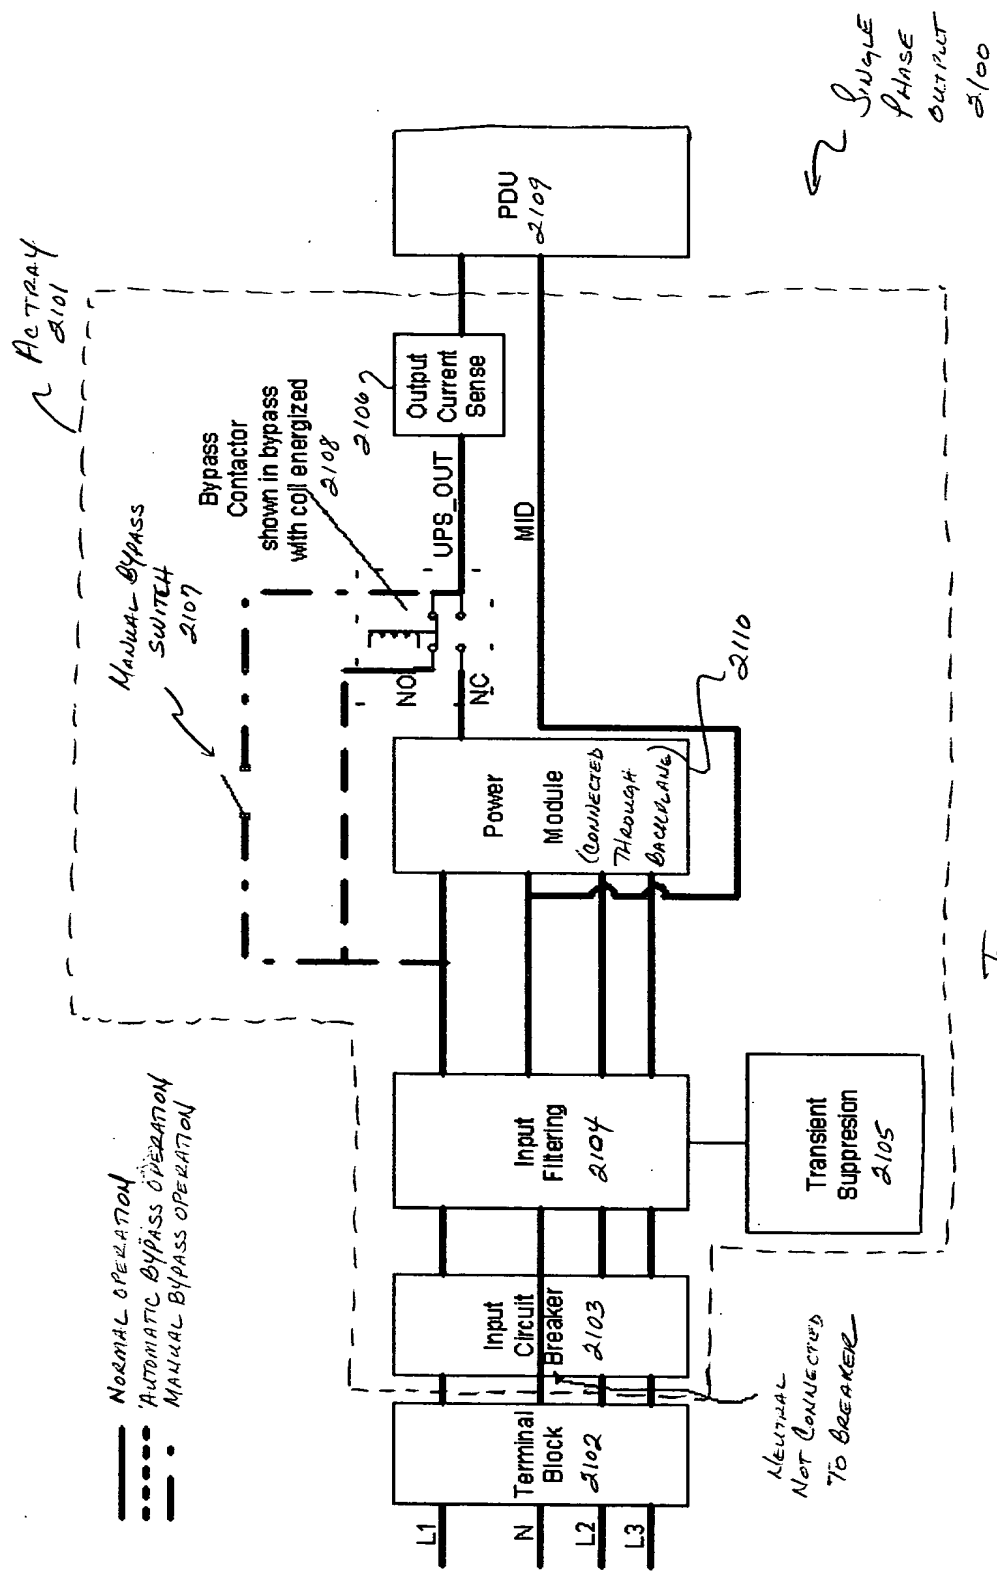 AC TRAY
2101
MANUAL BYPASS
SWITCH
2107
NORMAL OPERATION
AUTOMATIC BYPASS OPERATION
MANUAL BYPASS OPERATION
Bypass
Contactor
shown in bypass
with coil energized
2108
2106
NO
NC
UPS_OUT
MID
Output
Current
Sense
PDU
2109
L1
N
L2
L3
Terminal
Block
2102
Input
Circuit
Breaker
2103
Input
Filtering
2104
Power
Module
(CONNECTED
THROUGH
BACKPLANE)
2110
Transient
Suppresion
2105
NEUTRAL
NOT CONNECTED
TO BREAKER
SINGLE
PHASE
OUTPUT
2100